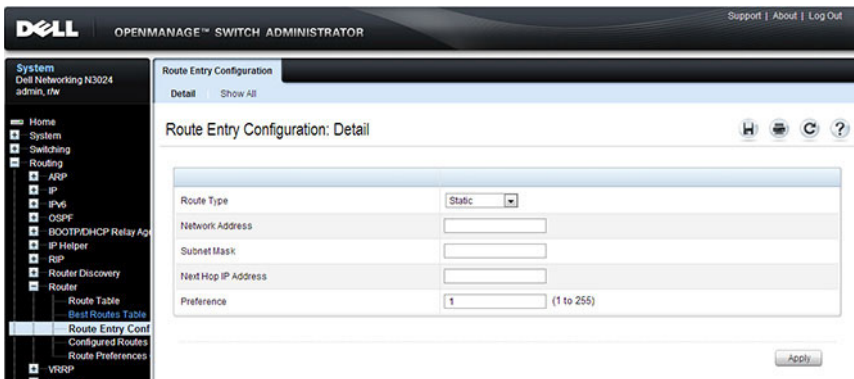 Support | About | Log Out
DELL OPENMANAGE™ SWITCH ADMINISTRATOR
System
Dell Networking N3024
admin, r/w
Home
System
Switching
Routing
ARP
IP
IPv6
OSPF
BOOTP/DHCP Relay Age
IP Helper
RIP
Router Discovery
Router
Route Table
Best Routes Table
Route Entry Conf
Configured Routes
Route Preferences
VRRP
Route Entry Configuration
Detail Show All
Route Entry Configuration: Detail
Route Type Static
Network Address
Subnet Mask
Next Hop IP Address
Preference 1 (1 to 255)
Apply